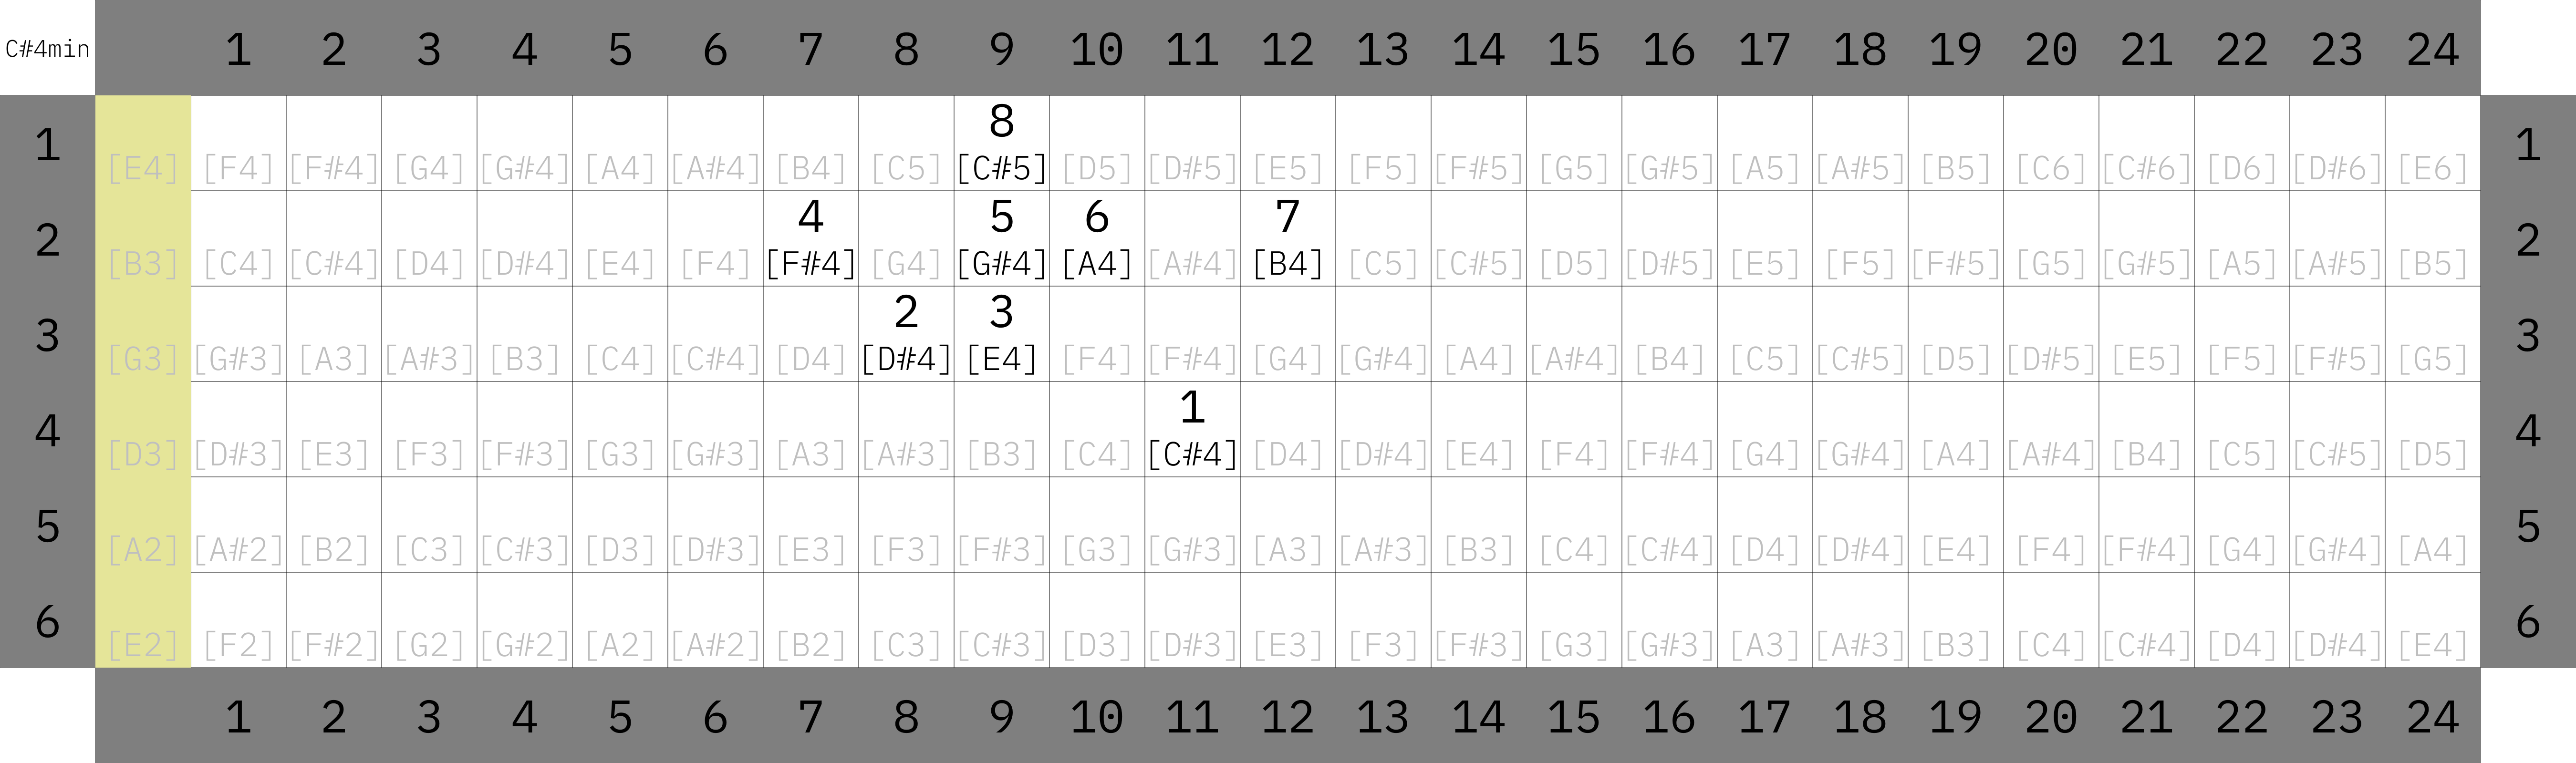 C#4min 1 2 3 4 5 6 7 8 9 10 11 12 13 14 15 16 17 18 19 20 21 22 23 24
8
1 [E4] [F4] [F#4] [G4] [G#4] [A4] [A#4] [B4] [C5] [C#5] [D5] [D#5] [E5] [F5] [F#5] [G5] [G#5] [A5] [A#5] [B5] [C6] [C#6] [D6] [D#6] [E6] 1
4 5 6 7
2 [B3] [C4] [C#4] [D4] [D#4] [E4] [F4] [F#4] [G4] [G#4] [A4] [A#4] [B4] [C5] [C#5] [D5] [D#5] [E5] [F5] [F#5] [G5] [G#5] [A5] [A#5] [B5] 2
2 3
3 [G3] [G#3] [A3] [A#3] [B3] [C4] [C#4] [D4] [D#4] [E4] [F4] [F#4] [G4] [G#4] [A4] [A#4] [B4] [C5] [C#5] [D5] [D#5] [E5] [F5] [F#5] [G5] 3
1
4 [D3] [D#3] [E3] [F3] [F#3] [G3] [G#3] [A3] [A#3] [B3] [C4] [C#4] [D4] [D#4] [E4] [F4] [F#4] [G4] [G#4] [A4] [A#4] [B4] [C5] [C#5] [D5] 4
5 [A2] [A#2] [B2] [C3] [C#3] [D3] [D#3] [E3] [F3] [F#3] [G3] [G#3] [A3] [A#3] [B3] [C4] [C#4] [D4] [D#4] [E4] [F4] [F#4] [G4] [G#4] [A4] 5
6 [E2] [F2] [F#2] [G2] [G#2] [A2] [A#2] [B2] [C3] [C#3] [D3] [D#3] [E3] [F3] [F#3] [G3] [G#3] [A3] [A#3] [B3] [C4] [C#4] [D4] [D#4] [E4] 6
1 2 3 4 5 6 7 8 9 10 11 12 13 14 15 16 17 18 19 20 21 22 23 24